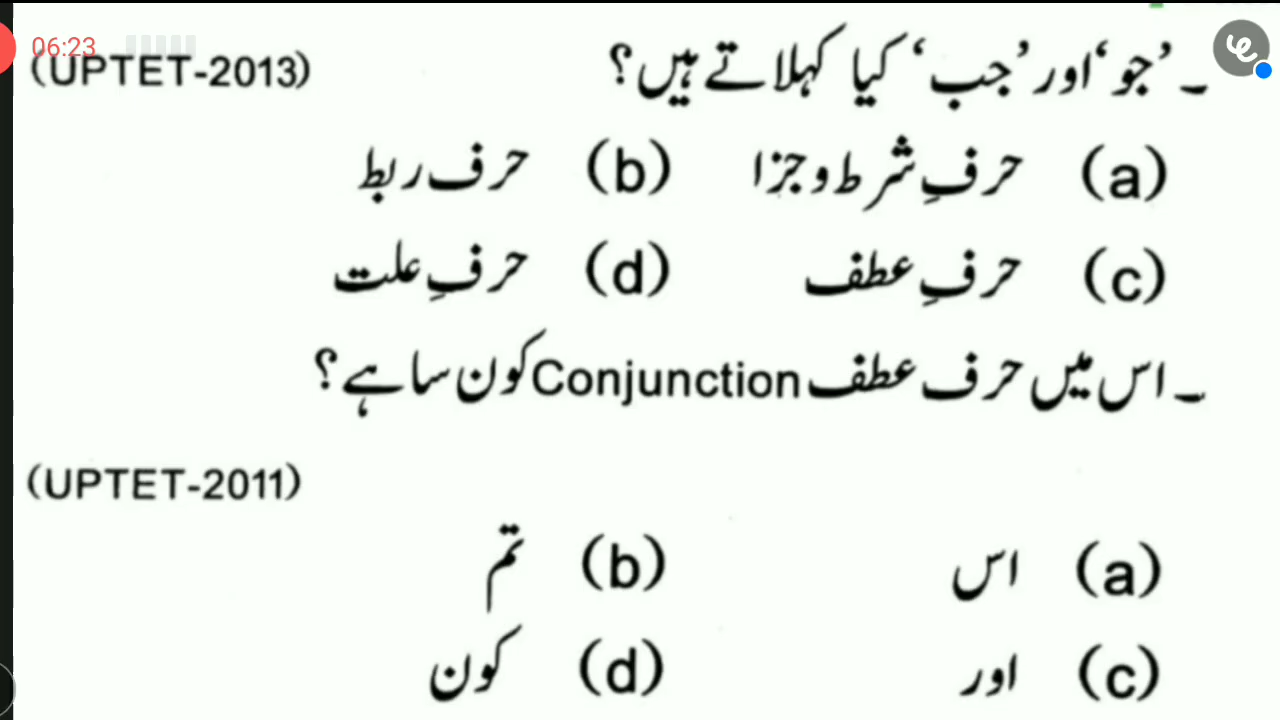 06:23
۔ ’جو‘ اور ’جب‘ کیا کہلاتے ہیں؟ (UPTET-2013)
(a) حرفِ شرط و جزا (b) حرف ربط
(c) حرفِ عطف (d) حرفِ علت
۔ اس میں حرف عطف Conjunction کون سا ہے؟
(UPTET-2011)
(a) اس (b) تم
(c) اور (d) کون